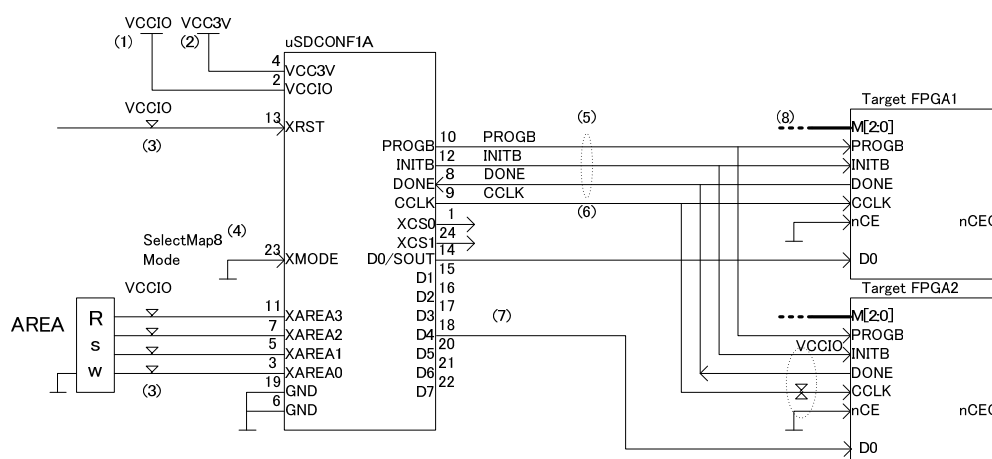 VCCIO VCC3V
(1) (2)
uSDCONF1A
4 VCC3V
2 VCCIO
VCCIO
13 XRST
(3)
PROGB 10 PROGB
INITB 12 INITB
DONE 8 DONE
CCLK 9 CCLK
(5)
(6)
XCS0 1
XCS1 24
SelectMap8 (4)
Mode
23 XMODE
D0/SOUT 14
D1 15
D2 16
D3 17
D4 18
D5 20
D6 21
D7 22
(7)
VCCIO
AREA
R
s
w
11 XAREA3
7 XAREA2
5 XAREA1
3 XAREA0
(3)
19 GND
6 GND
Target FPGA1
(8)
M[2:0]
PROGB
INITB
DONE
CCLK
nCE
nCEO
D0
Target FPGA2
M[2:0]
PROGB
VCCIO
INITB
DONE
CCLK
nCE
nCEO
D0